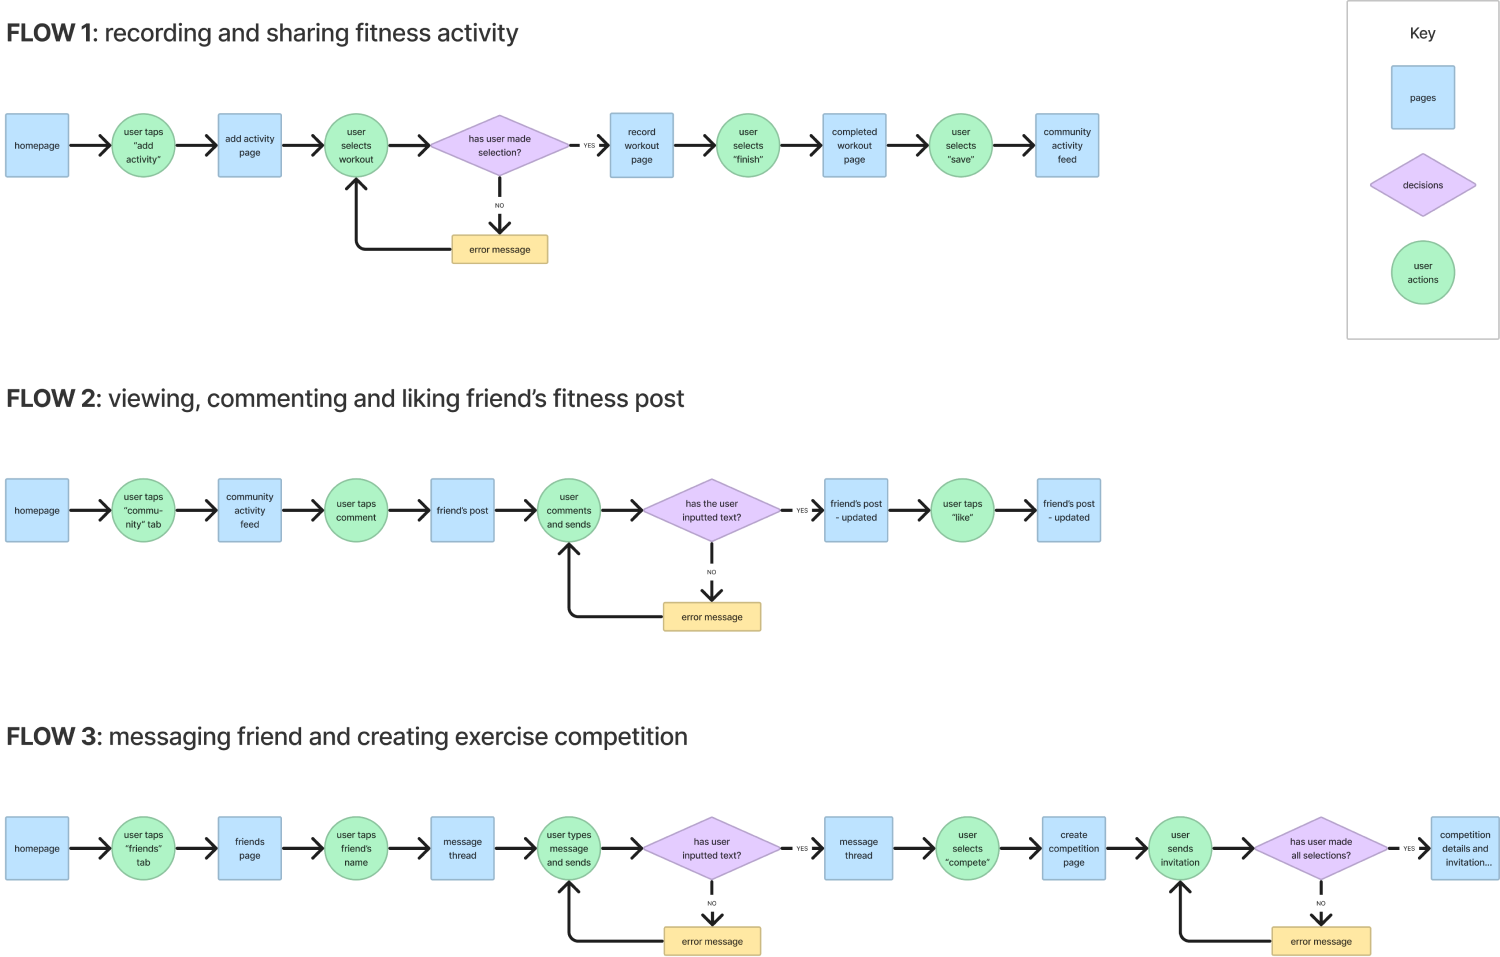 FLOW 1: recording and sharing fitness activity
Key
pages
decisions
user
actions
homepage
user taps
“add
activity”
add activity
page
user
selects
workout
has user made
selection?
YES
record
workout
page
user
selects
“finish”
completed
workout
page
user
selects
“save”
community
activity
feed
NO
error message
FLOW 2: viewing, commenting and liking friend’s fitness post
homepage
user taps
“commu-
nity” tab
community
activity
feed
user taps
comment
friend’s post
user
comments
and sends
has the user
inputted text?
YES
friend’s post
- updated
user taps
“like”
friend’s post
- updated
NO
error message
FLOW 3: messaging friend and creating exercise competition
homepage
user taps
“friends”
tab
friends
page
user taps
friend’s
name
message
thread
user types
message
and sends
has user
inputted text?
YES
message
thread
user
selects
“compete”
create
competition
page
user
sends
invitation
has user made
all selections?
YES
competition
details and
invitation...
NO
error message
NO
error message